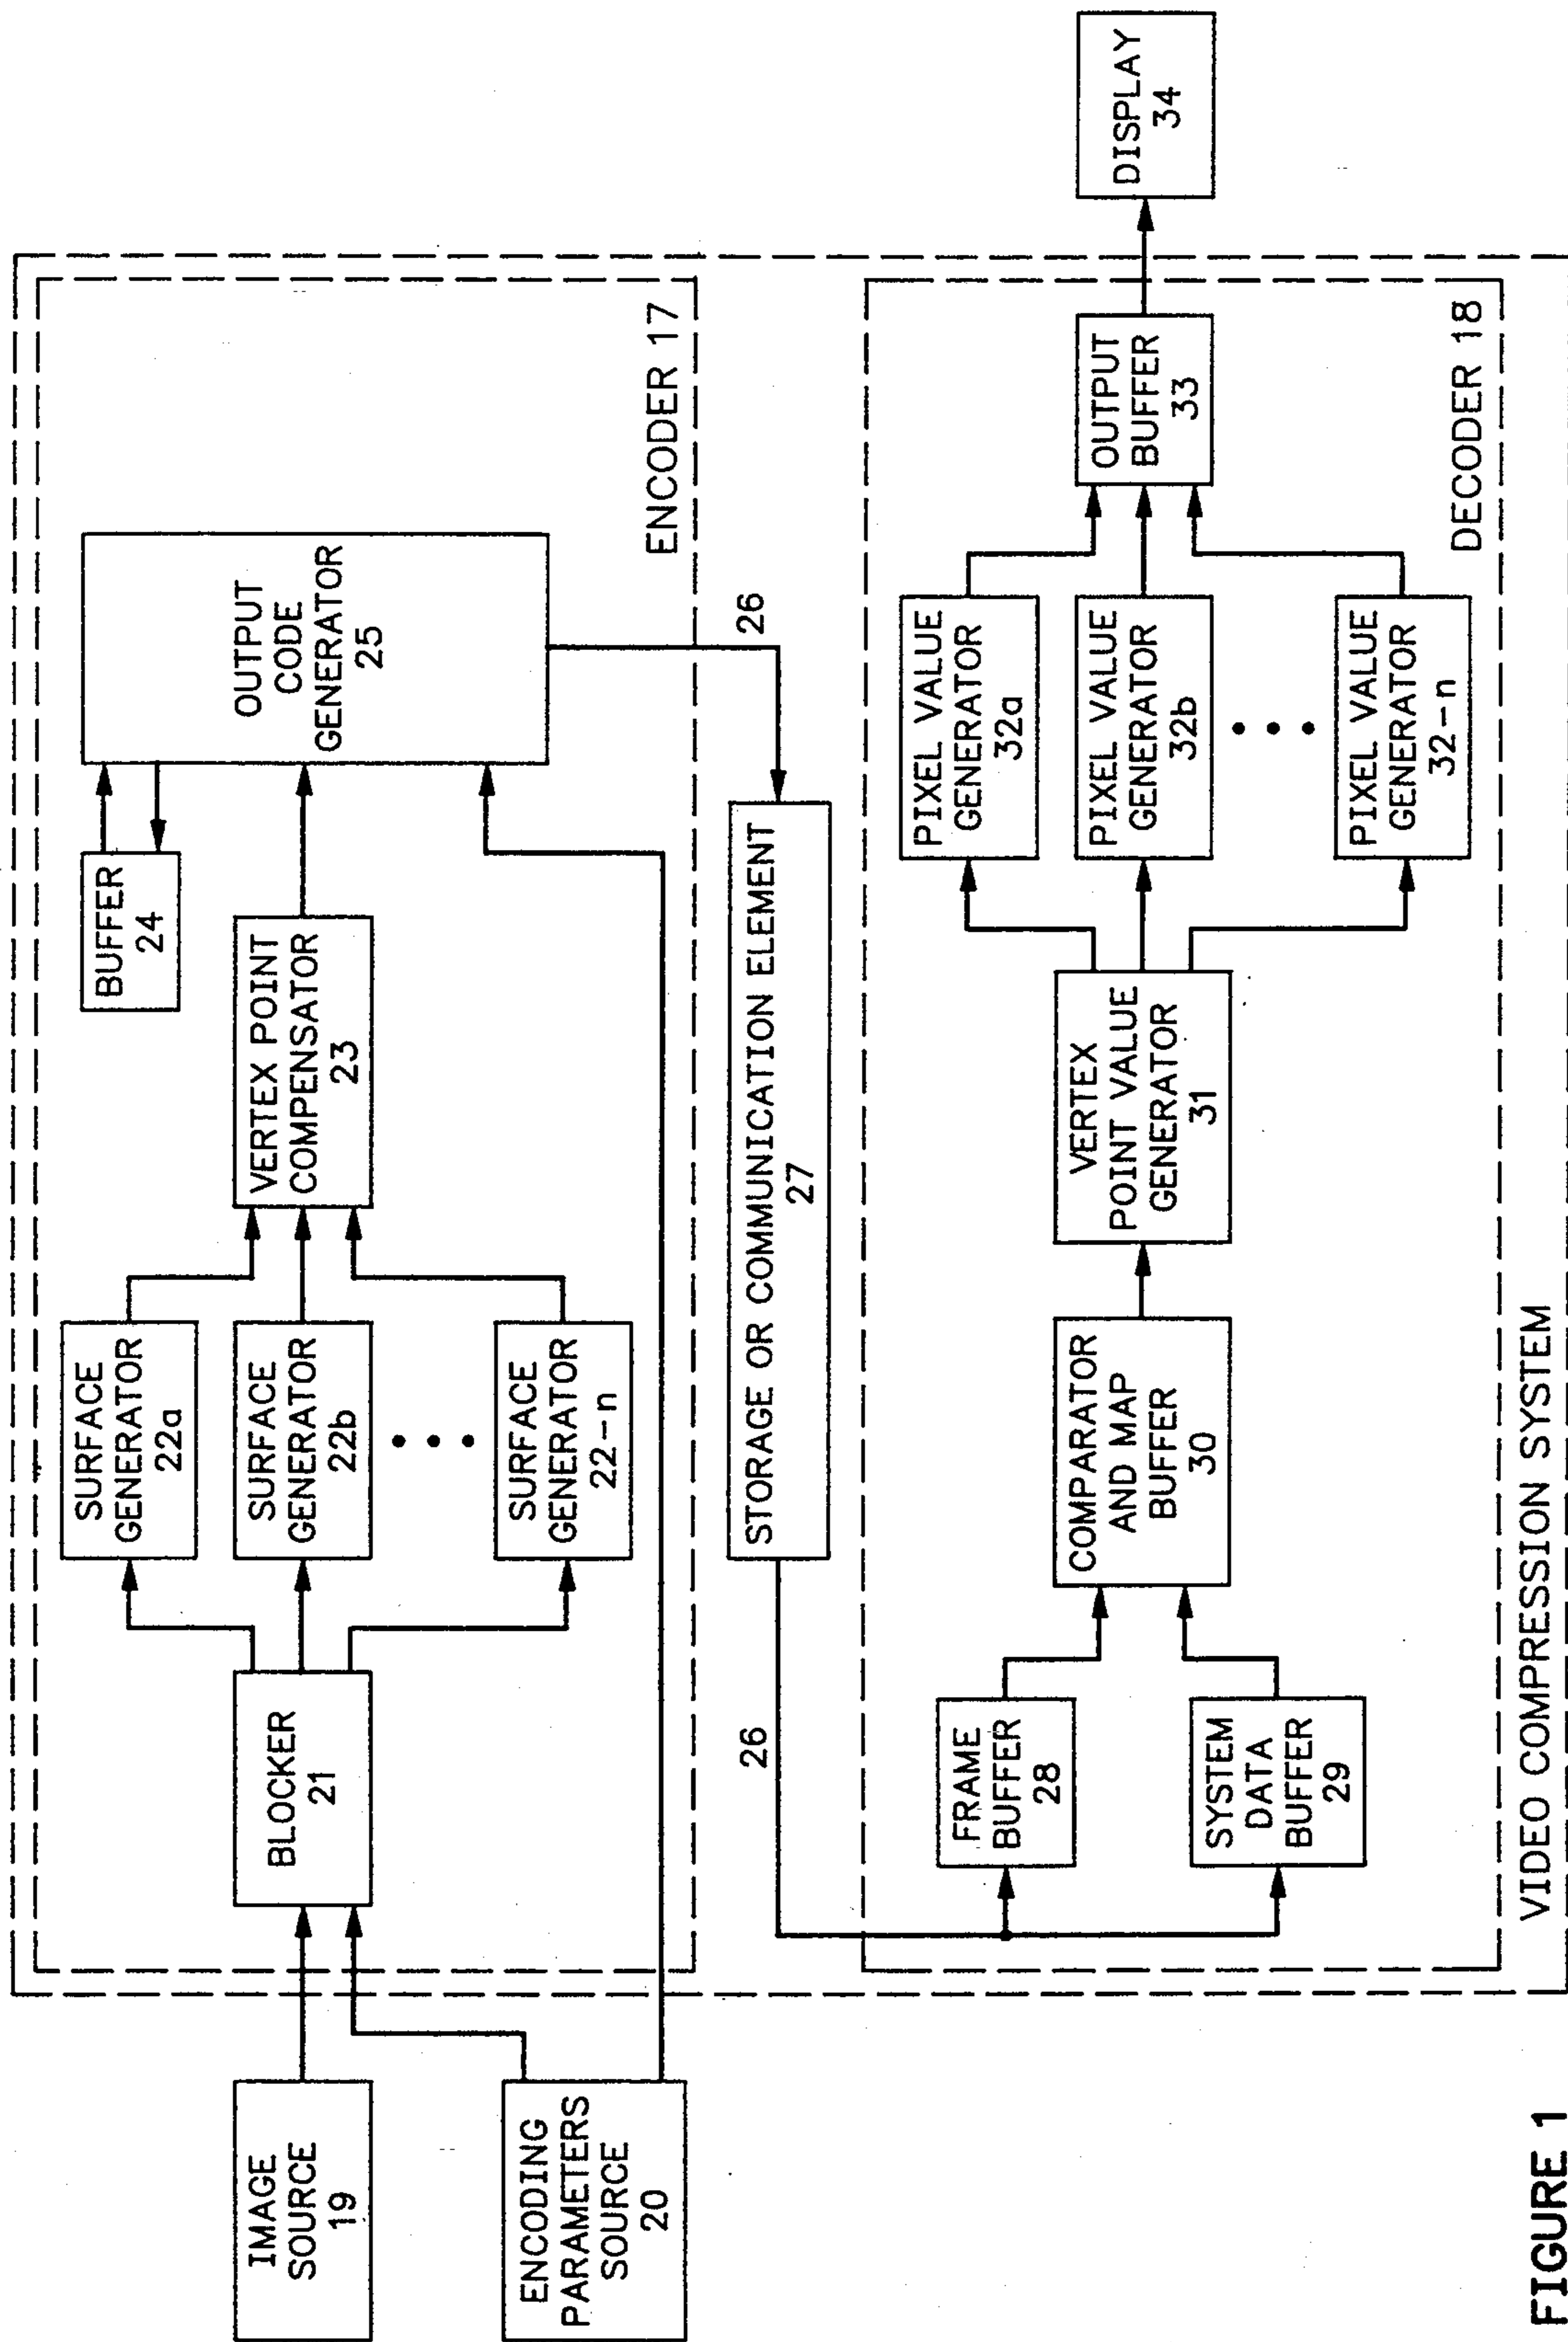 IMAGE
SOURCE
19
ENCODING
PARAMETERS
SOURCE
20
BLOCKER
21
SURFACE
GENERATOR
22a
SURFACE
GENERATOR
22b
SURFACE
GENERATOR
22-n
VERTEX POINT
COMPENSATOR
23
BUFFER
24
OUTPUT
CODE
GENERATOR
25
ENCODER 17
26
STORAGE OR COMMUNICATION ELEMENT
27
26
FRAME
BUFFER
28
SYSTEM
DATA
BUFFER
29
COMPARATOR
AND MAP
BUFFER
30
VERTEX
POINT VALUE
GENERATOR
31
PIXEL VALUE
GENERATOR
32a
PIXEL VALUE
GENERATOR
32b
PIXEL VALUE
GENERATOR
32-n
OUTPUT
BUFFER
33
DISPLAY
34
DECODER 18
VIDEO COMPRESSION SYSTEM
FIGURE 1